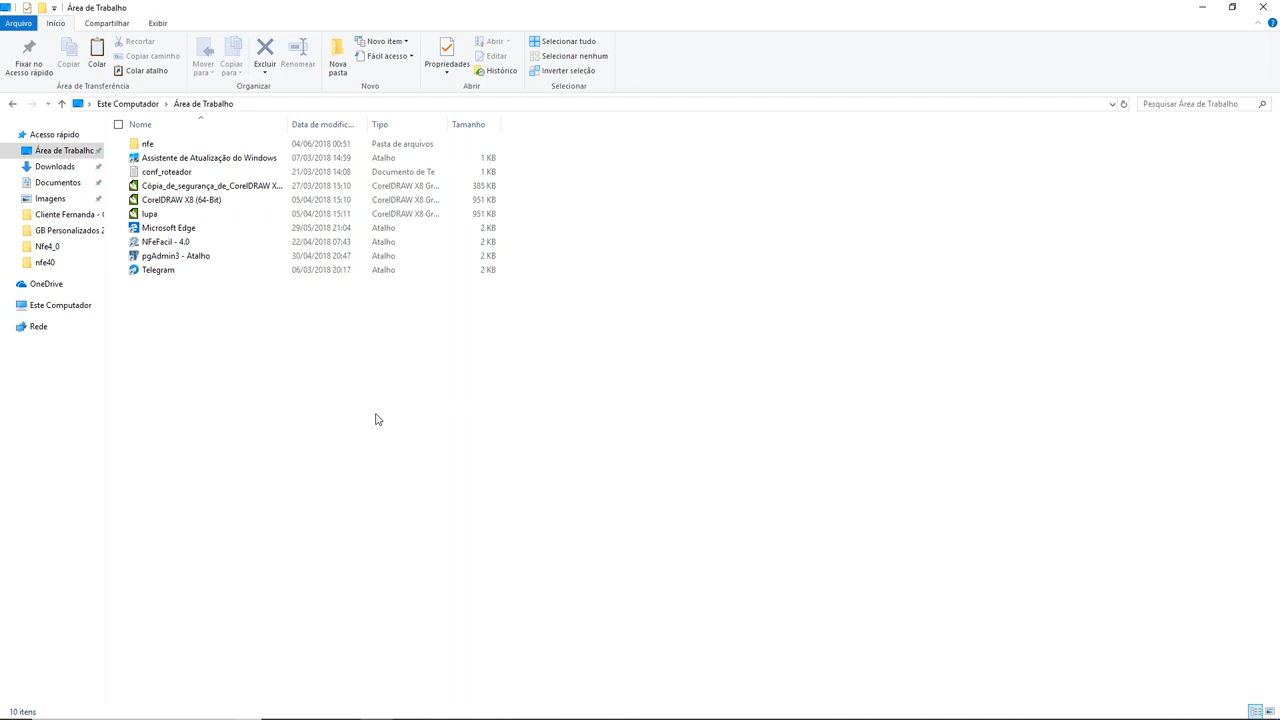 Área de Trabalho
Arquivo Início Compartilhar Exibir
Fixar no Acesso rápido
Copiar
Colar
Recortar
Copiar caminho
Colar atalho
Mover para
Copiar para
Excluir
Renomear
Nova pasta
Novo item
Fácil acesso
Propriedades
Abrir
Editar
Histórico
Selecionar tudo
Selecionar nenhum
Inverter seleção
Área de Transferência Organizar Novo Abrir Selecionar
Este Computador Área de Trabalho Pesquisar Área de Trabalho
Nome Data de modific... Tipo Tamanho
Acesso rápido
Área de Trabalho
Downloads
Documentos
Imagens
Cliente Fernanda -
GB Personalizados 2
Nfe4_0
nfe40
OneDrive
Este Computador
Rede
nfe 04/06/2018 00:51 Pasta de arquivos
Assistente de Atualização do Windows 07/03/2018 14:59 Atalho 1 KB
conf_roteador 21/03/2018 14:08 Documento de Te 1 KB
Cópia_de_segurança_de_CorelDRAW X... 27/03/2018 15:10 CorelDRAW X8 Gr... 385 KB
CorelDRAW X8 (64-Bit) 05/04/2018 15:10 CorelDRAW X8 Gr... 951 KB
lupa 05/04/2018 15:11 CorelDRAW X8 Gr... 951 KB
Microsoft Edge 29/05/2018 21:04 Atalho 2 KB
NFeFacil - 4.0 22/04/2018 07:43 Atalho 2 KB
pgAdmin3 - Atalho 30/04/2018 20:47 Atalho 2 KB
Telegram 06/03/2018 20:17 Atalho 2 KB
10 itens